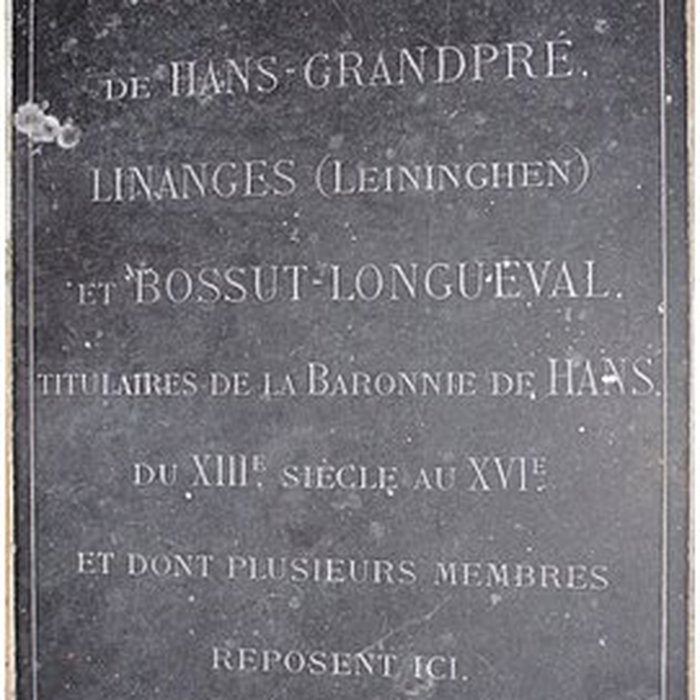 DE HANS-GRANDPRÉ.
LINANGES (LEININGHEN)
ET BOSSUT-LONGUEVAL.
TITULAIRES DE LA BARONNIE DE HANS.
DU XIIIE. SIÈCLE AU XVIE.
ET DONT PLUSIEURS MEMBRES
REPOSENT ICI.